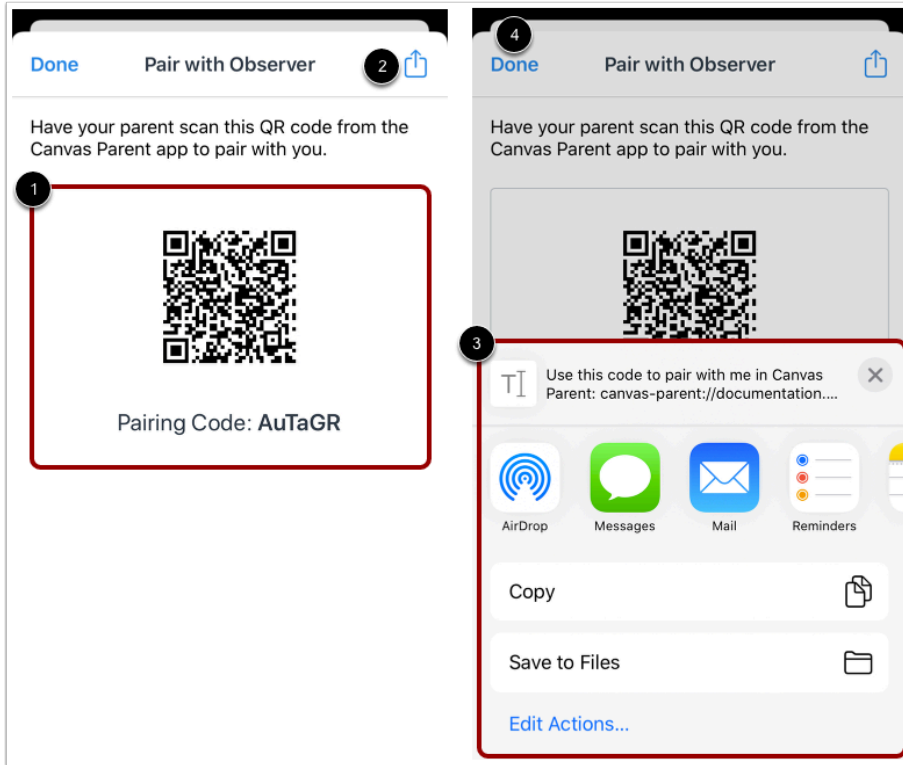 Done
Pair with Observer
2
Have your parent scan this QR code from the
Canvas Parent app to pair with you.
1
Pairing Code: AuTaGR
4
Done
Pair with Observer
Have your parent scan this QR code from the
Canvas Parent app to pair with you.
3
Use this code to pair with me in Canvas
Parent: canvas-parent://documentation....
AirDrop
Messages
Mail
Reminders
Copy
Save to Files
Edit Actions...